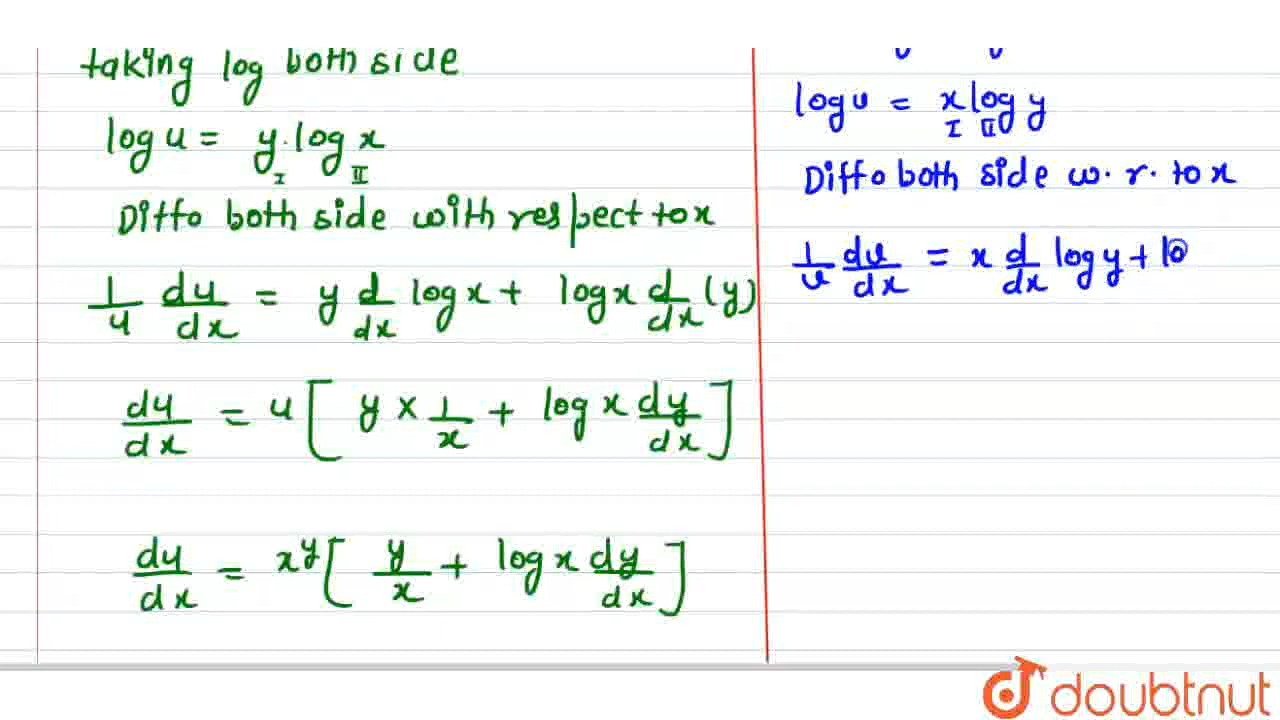 taking log both side
log u = y . log x
I II
Diffo both side with respect to x
1/u du/dx = y d/dx log x + log x d/dx (y)
du/dx = u [ y × 1/x + log x dy/dx ]
du/dx = x^y [ y/x + log x dy/dx ]
log v = x log y
I II
Diffo both side w. r. to x
1/v dv/dx = x d/dx log y + lo
doubtnut